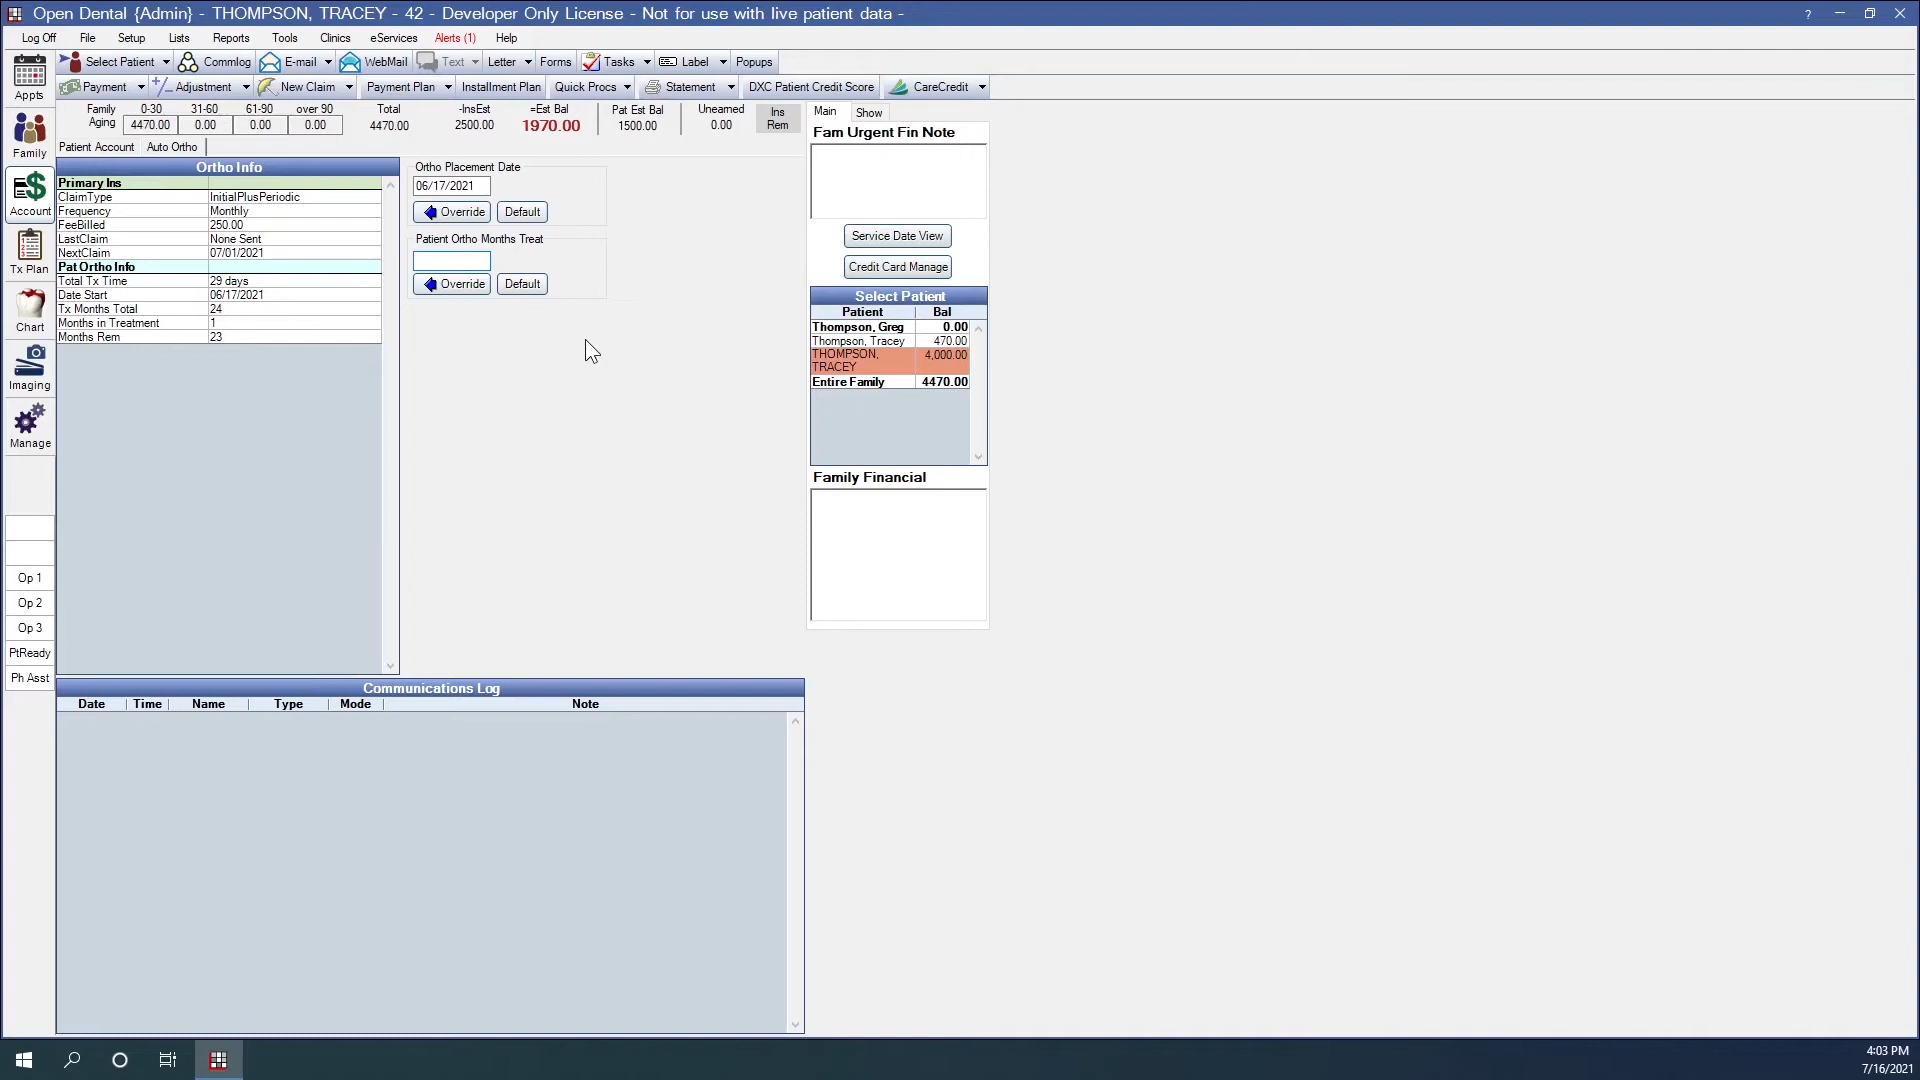 Open Dental {Admin} - THOMPSON, TRACEY - 42 - Developer Only License - Not for use with live patient data -
?
Log Off File Setup Lists Reports Tools Clinics eServices Alerts (1) Help
Select Patient Commlog E-mail WebMail Text Letter Forms Tasks Label Popups
Payment Adjustment New Claim Payment Plan Installment Plan Quick Procs Statement DXC Patient Credit Score CareCredit
Appts
Family
Account
Tx Plan
Chart
Imaging
Manage
Op 1
Op 2
Op 3
PtReady
Ph Asst
Family Aging 0-30 31-60 61-90 over 90 Total -InsEst =Est Bal Pat Est Bal Unearned Ins Rem
4470.00 0.00 0.00 0.00 4470.00 2500.00 1970.00 1500.00 0.00
Patient Account Auto Ortho
Ortho Info
Primary Ins
ClaimType InitialPlusPeriodic
Frequency Monthly
FeeBilled 250.00
LastClaim None Sent
NextClaim 07/01/2021
Pat Ortho Info
Total Tx Time 29 days
Date Start 06/17/2021
Tx Months Total 24
Months in Treatment 1
Months Rem 23
Ortho Placement Date
06/17/2021
Override Default
Patient Ortho Months Treat
Override Default
Main Show
Fam Urgent Fin Note
Service Date View
Credit Card Manage
Select Patient
Patient Bal
Thompson, Greg 0.00
Thompson, Tracey 470.00
THOMPSON, TRACEY 4,000.00
Entire Family 4470.00
Family Financial
Communications Log
Date Time Name Type Mode Note
4:03 PM
7/16/2021